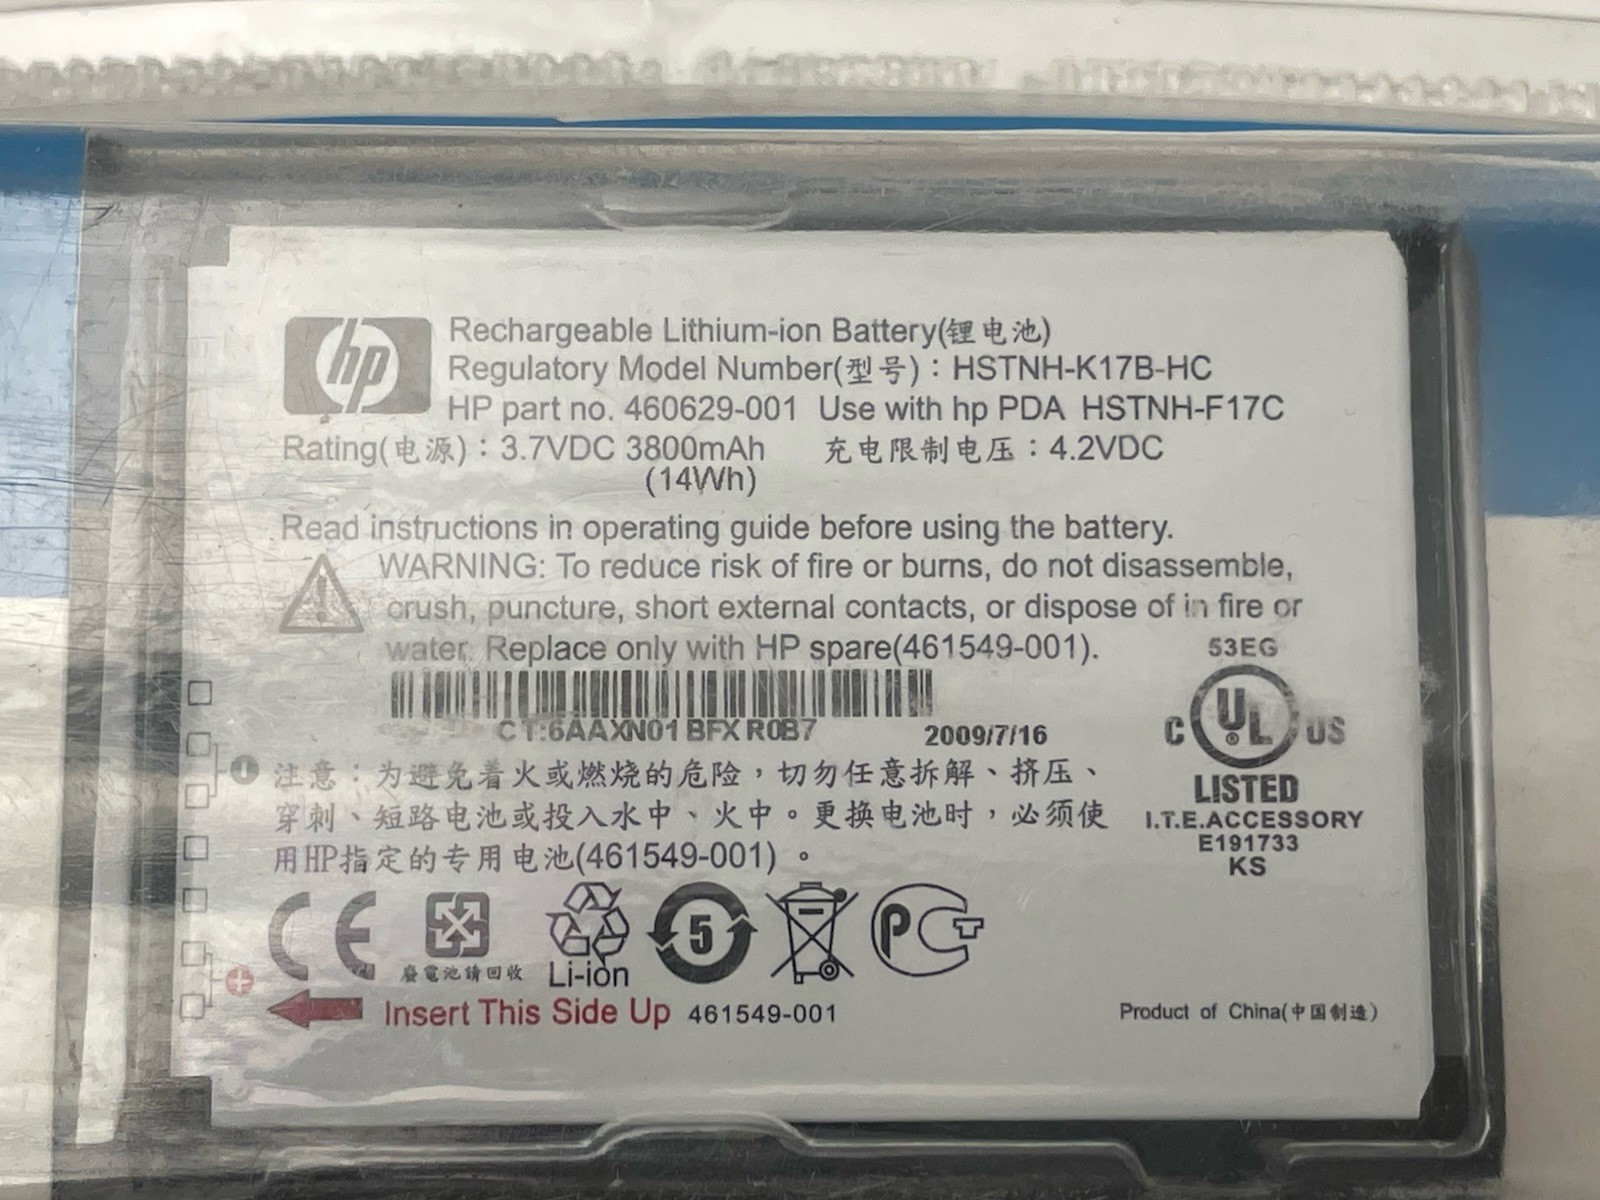 hp
Rechargeable Lithium-ion Battery(锂电池)
Regulatory Model Number(型号)：HSTNH-K17B-HC
HP part no. 460629-001 Use with hp PDA HSTNH-F17C
Rating(电源)：3.7VDC 3800mAh 充电限制电压：4.2VDC
(14Wh)
Read instructions in operating guide before using the battery.
WARNING: To reduce risk of fire or burns, do not disassemble,
crush, puncture, short external contacts, or dispose of in fire or
water. Replace only with HP spare(461549-001).
53EG
C UL US
CT:6AAXN01BFXR0B7 2009/7/16
LISTED
I.T.E.ACCESSORY
E191733
KS
注意：为避免着火或燃烧的危险，切勿任意拆解、挤压、
穿刺、短路电池或投入水中、火中。更换电池时，必须使
用HP指定的专用电池(461549-001)。
CE
5
廢電池請回收 Li-ion
Insert This Side Up 461549-001
Product of China(中国制造)